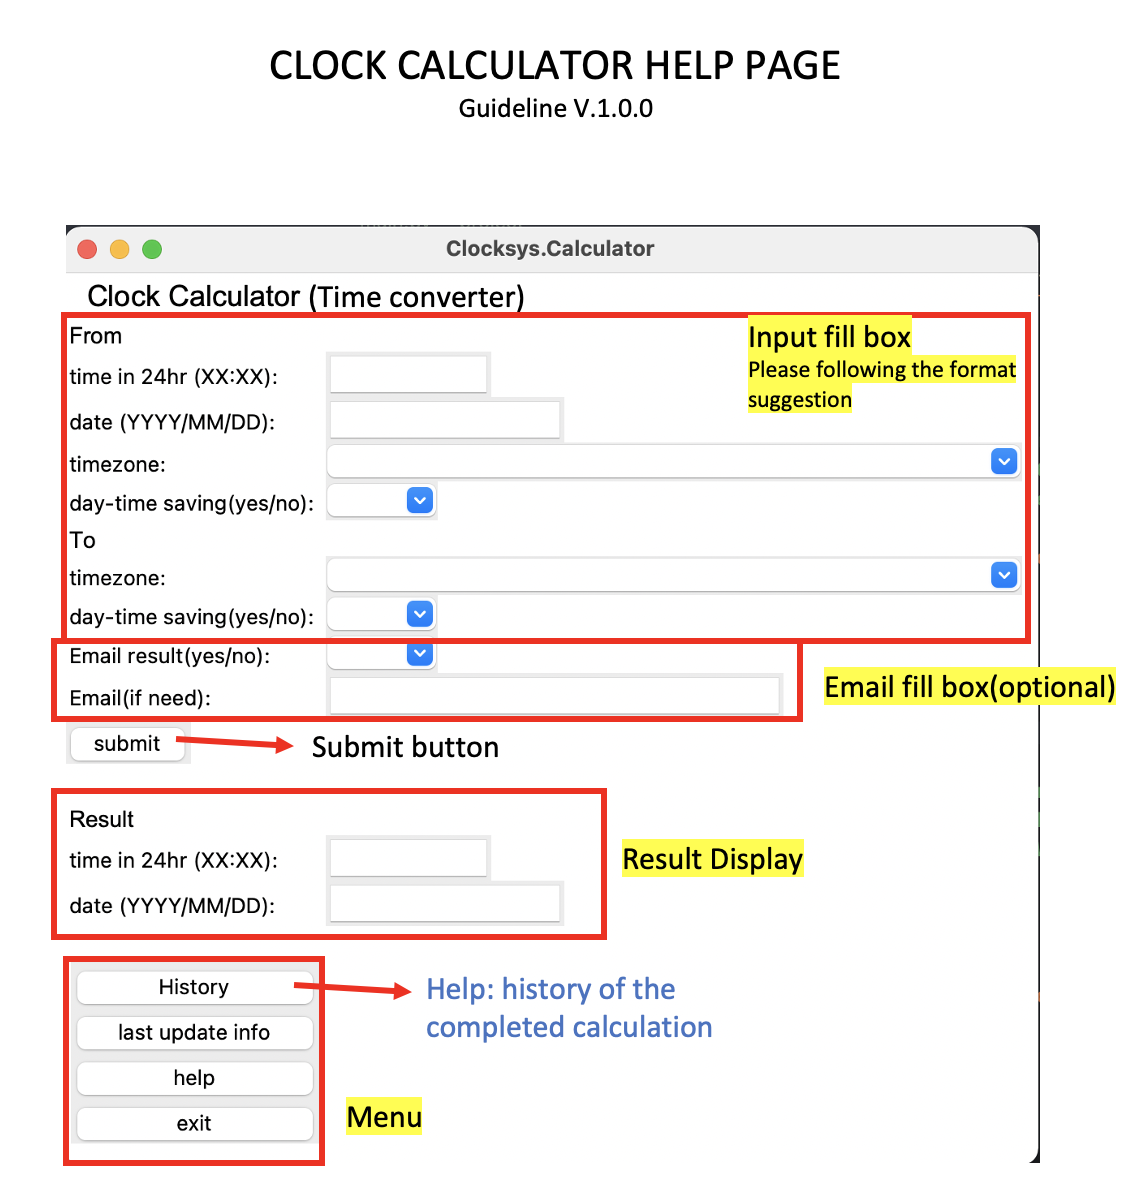 CLOCK CALCULATOR HELP PAGE
Guideline V.1.0.0
Clocksys.Calculator
Clock Calculator (Time converter)
From
Input fill box
Please following the format
suggestion
time in 24hr (XX:XX):
date (YYYY/MM/DD):
timezone:
day-time saving(yes/no):
To
timezone:
day-time saving(yes/no):
Email result(yes/no):
Email(if need):
Email fill box(optional)
submit
Submit button
Result
time in 24hr (XX:XX):
date (YYYY/MM/DD):
Result Display
History
Help: history of the
completed calculation
last update info
help
exit
Menu